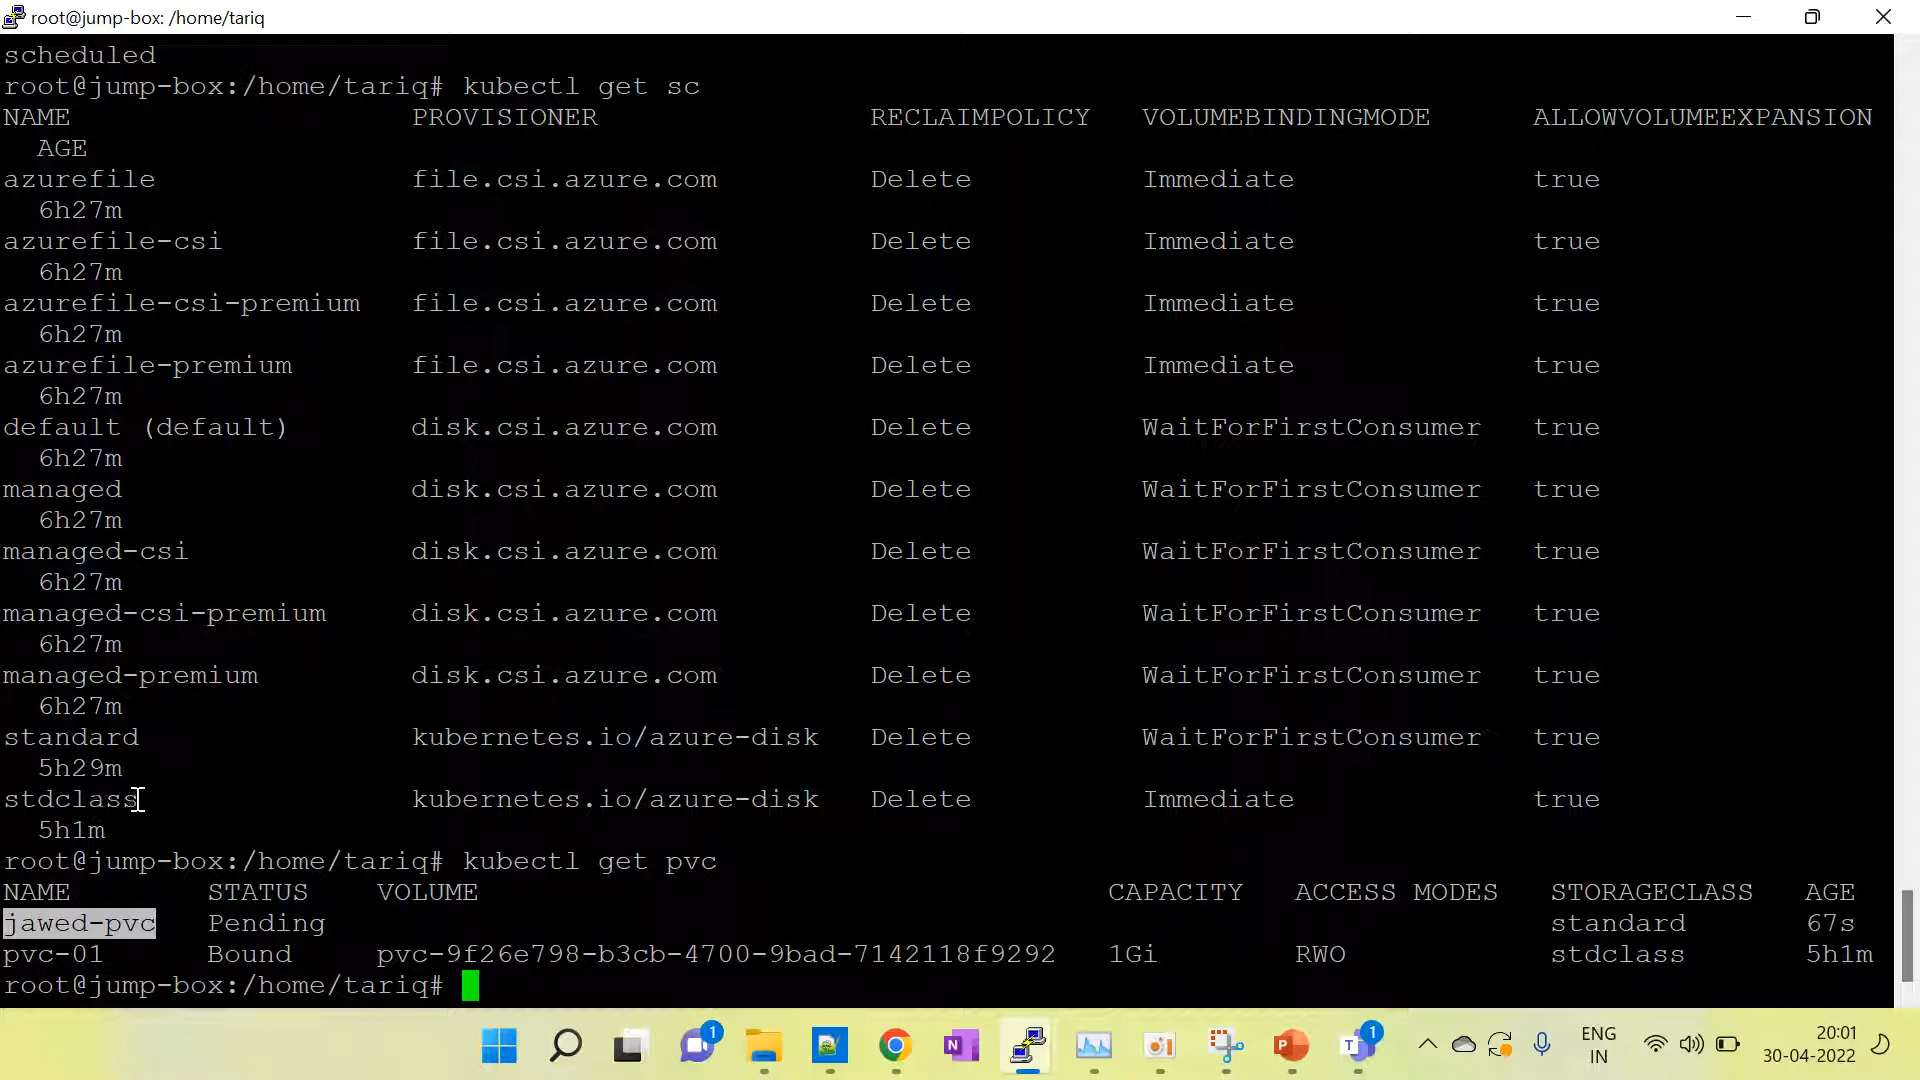 root@jump-box: /home/tariq
scheduled
root@jump-box:/home/tariq# kubectl get sc
NAME PROVISIONER RECLAIMPOLICY VOLUMEBINDINGMODE ALLOWVOLUMEEXPANSION
AGE
azurefile file.csi.azure.com Delete Immediate true
6h27m
azurefile-csi file.csi.azure.com Delete Immediate true
6h27m
azurefile-csi-premium file.csi.azure.com Delete Immediate true
6h27m
azurefile-premium file.csi.azure.com Delete Immediate true
6h27m
default (default) disk.csi.azure.com Delete WaitForFirstConsumer true
6h27m
managed disk.csi.azure.com Delete WaitForFirstConsumer true
6h27m
managed-csi disk.csi.azure.com Delete WaitForFirstConsumer true
6h27m
managed-csi-premium disk.csi.azure.com Delete WaitForFirstConsumer true
6h27m
managed-premium disk.csi.azure.com Delete WaitForFirstConsumer true
6h27m
standard kubernetes.io/azure-disk Delete WaitForFirstConsumer true
5h29m
stdclass kubernetes.io/azure-disk Delete Immediate true
5h1m
root@jump-box:/home/tariq# kubectl get pvc
NAME STATUS VOLUME CAPACITY ACCESS MODES STORAGECLASS AGE
jawed-pvc Pending standard 67s
pvc-01 Bound pvc-9f26e798-b3cb-4700-9bad-7142118f9292 1Gi RWO stdclass 5h1m
root@jump-box:/home/tariq#
1
N
P
T
1
ENG
IN
20:01
30-04-2022